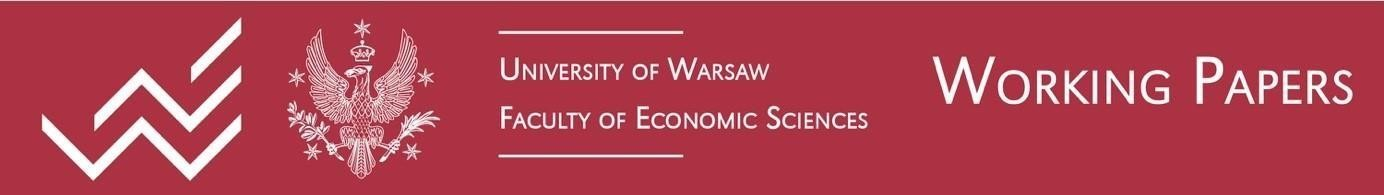 University of Warsaw
Faculty of Economic Sciences
Working Papers